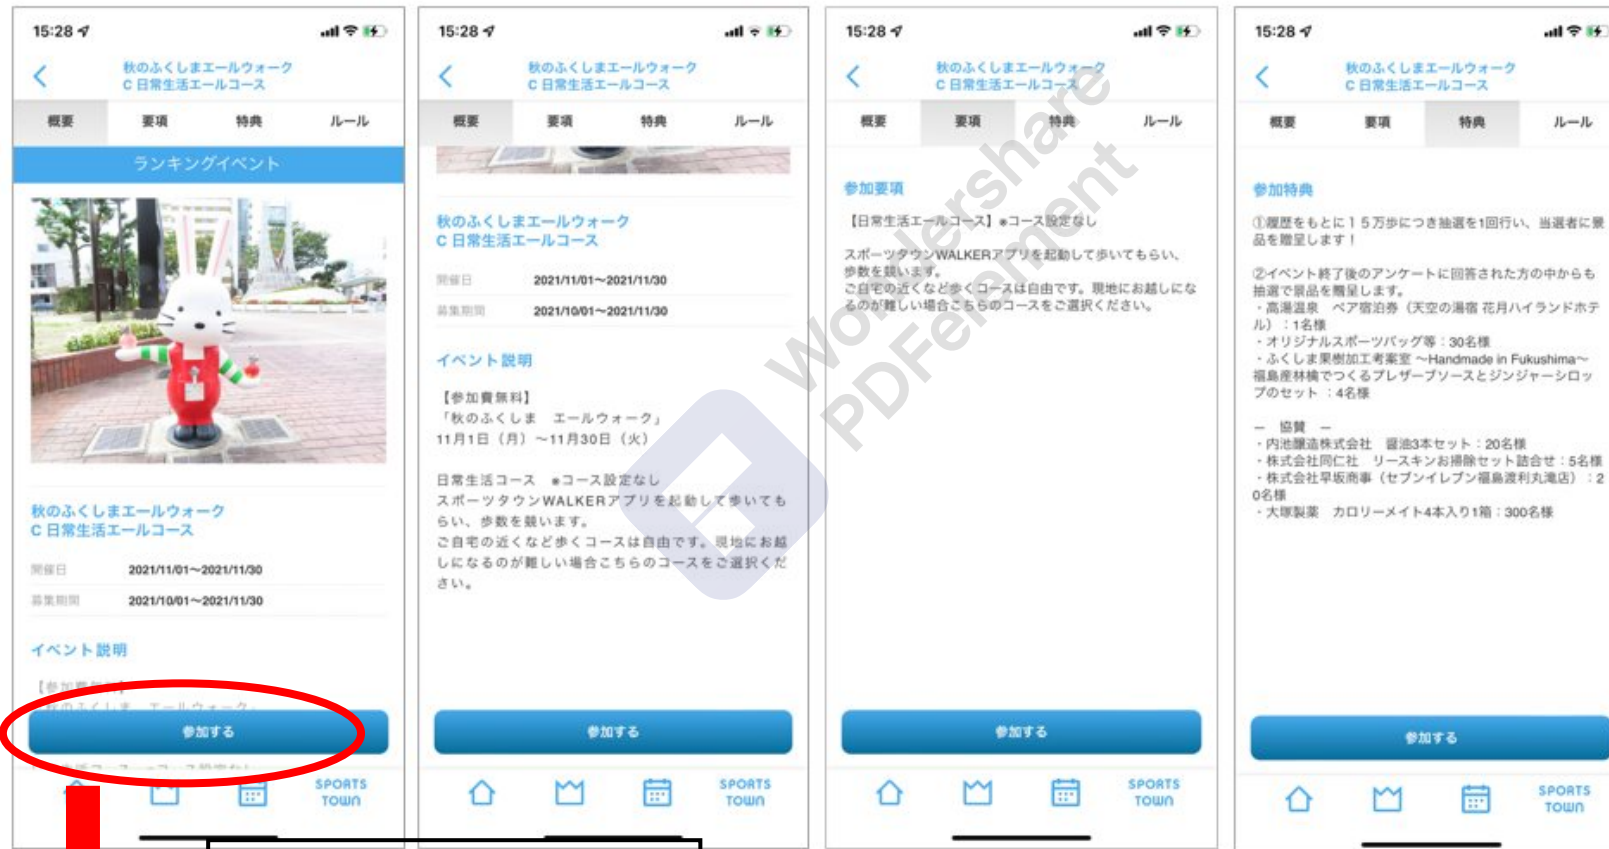 15:28
秋のふくしまエールウォーク
C 日常生活エールコース
概要 要項 特典 ルール
ランキングイベント
秋のふくしまエールウォーク
C 日常生活エールコース
開催日 2021/11/01～2021/11/30
募集期間 2021/10/01～2021/11/30
イベント説明
【参加費無料】
参加する
SPORTS
TOWN
15:28
秋のふくしまエールウォーク
C 日常生活エールコース
概要 要項 特典 ルール
秋のふくしまエールウォーク
C 日常生活エールコース
開催日 2021/11/01～2021/11/30
募集期間 2021/10/01～2021/11/30
イベント説明
【参加費無料】
「秋のふくしま　エールウォーク」
11月1日（月）～11月30日（火）
日常生活コース　※コース設定なし
スポーツタウンWALKERアプリを起動して歩いても
らい、歩数を競います。
ご自宅の近くなど歩くコースは自由です。現地にお越
しになるのが難しい場合こちらのコースをご選択くだ
さい。
参加する
SPORTS
TOWN
15:28
秋のふくしまエールウォーク
C 日常生活エールコース
概要 要項 特典 ルール
参加要項
【日常生活エールコース】※コース設定なし
スポーツタウンWALKERアプリを起動して歩いてもらい、
歩数を競います。
ご自宅の近くなど歩くコースは自由です。現地にお越しにな
るのが難しい場合こちらのコースをご選択ください。
参加する
SPORTS
TOWN
15:28
秋のふくしまエールウォーク
C 日常生活エールコース
概要 要項 特典 ルール
参加特典
①履歴をもとに１５万歩につき抽選を1回行い、当選者に景
品を贈呈します！
②イベント終了後のアンケートに回答された方の中からも
抽選で景品を贈呈します。
・高湯温泉　ペア宿泊券（天空の湯宿 花月ハイランドホテ
ル）：1名様
・オリジナルスポーツバッグ等：30名様
・ふくしま果樹加工考案室 ～Handmade in Fukushima～
福島産林檎でつくるプレザーブソースとジンジャーシロッ
プのセット ：4名様
－　協賛　－
・内池醸造株式会社　醤油3本セット：20名様
・株式会社同仁社　リースキンお掃除セット詰合せ：5名様
・株式会社早坂商事（セブンイレブン福島渡利丸滝店）：2
0名様
・大塚製薬　カロリーメイト4本入り1箱：300名様
参加する
SPORTS
TOWN
Wondershare
PDFelement